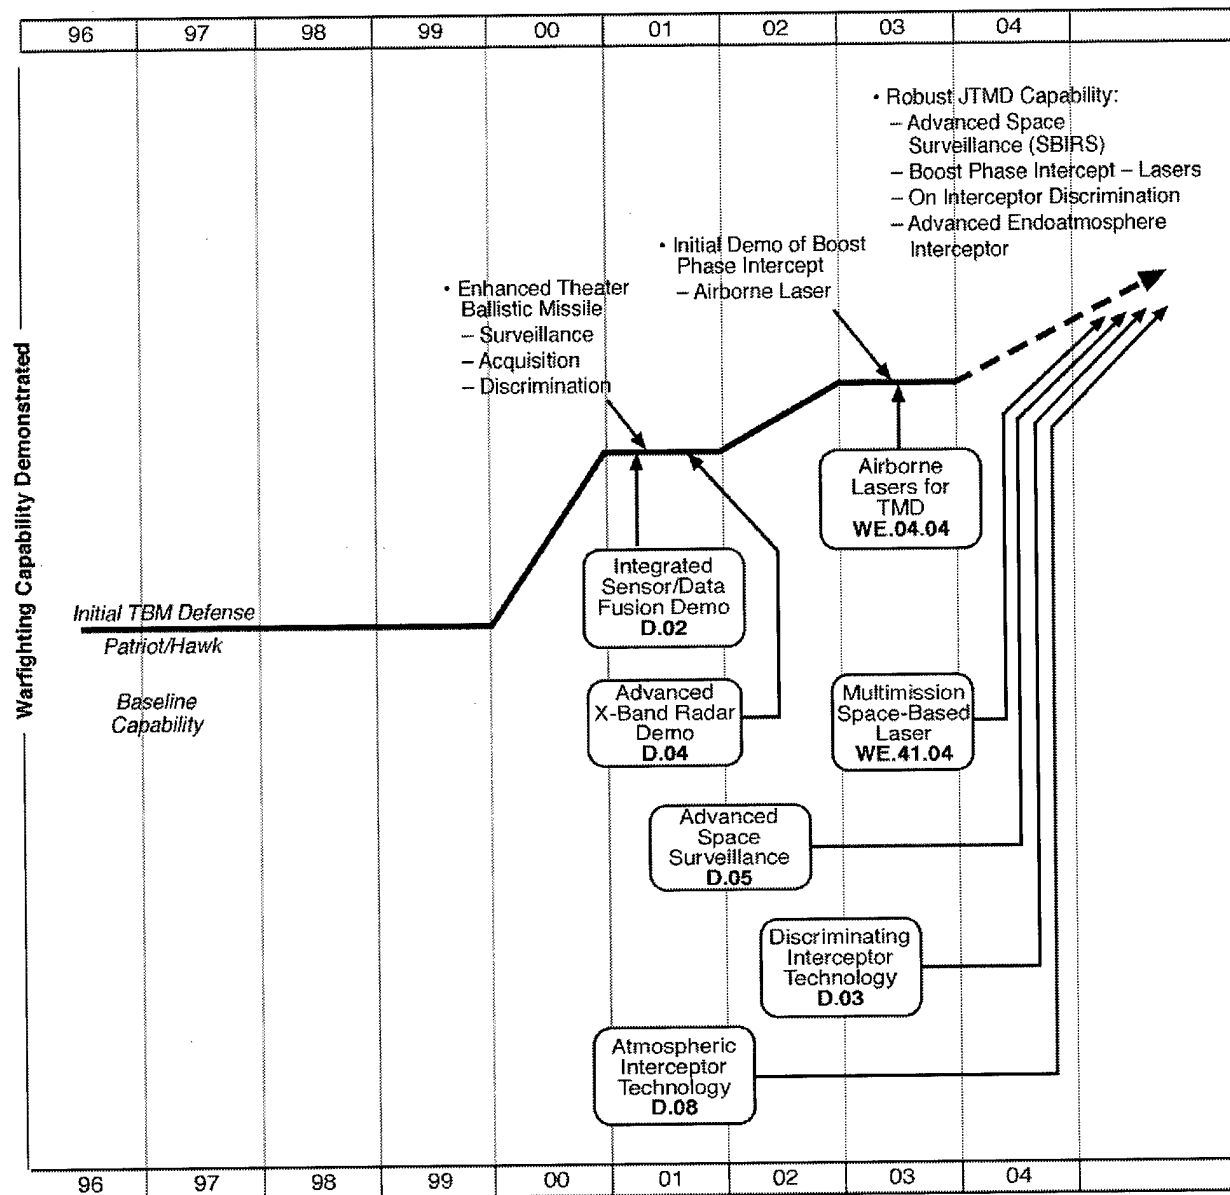 96 97 98 99 00 01 02 03 04
• Robust JTMD Capability:
– Advanced Space
Surveillance (SBIRS)
– Boost Phase Intercept – Lasers
– On Interceptor Discrimination
– Advanced Endoatmosphere
Interceptor
• Initial Demo of Boost
Phase Intercept
– Airborne Laser
• Enhanced Theater
Ballistic Missile
– Surveillance
– Acquisition
– Discrimination
Warfighting Capability Demonstrated
Airborne
Lasers for
TMD
WE.04.04
Integrated
Sensor/Data
Fusion Demo
D.02
Initial TBM Defense
Patriot/Hawk
Baseline
Capability
Advanced
X-Band Radar
Demo
D.04
Multimission
Space-Based
Laser
WE.41.04
Advanced
Space
Surveillance
D.05
Discriminating
Interceptor
Technology
D.03
Atmospheric
Interceptor
Technology
D.08
96 97 98 99 00 01 02 03 04